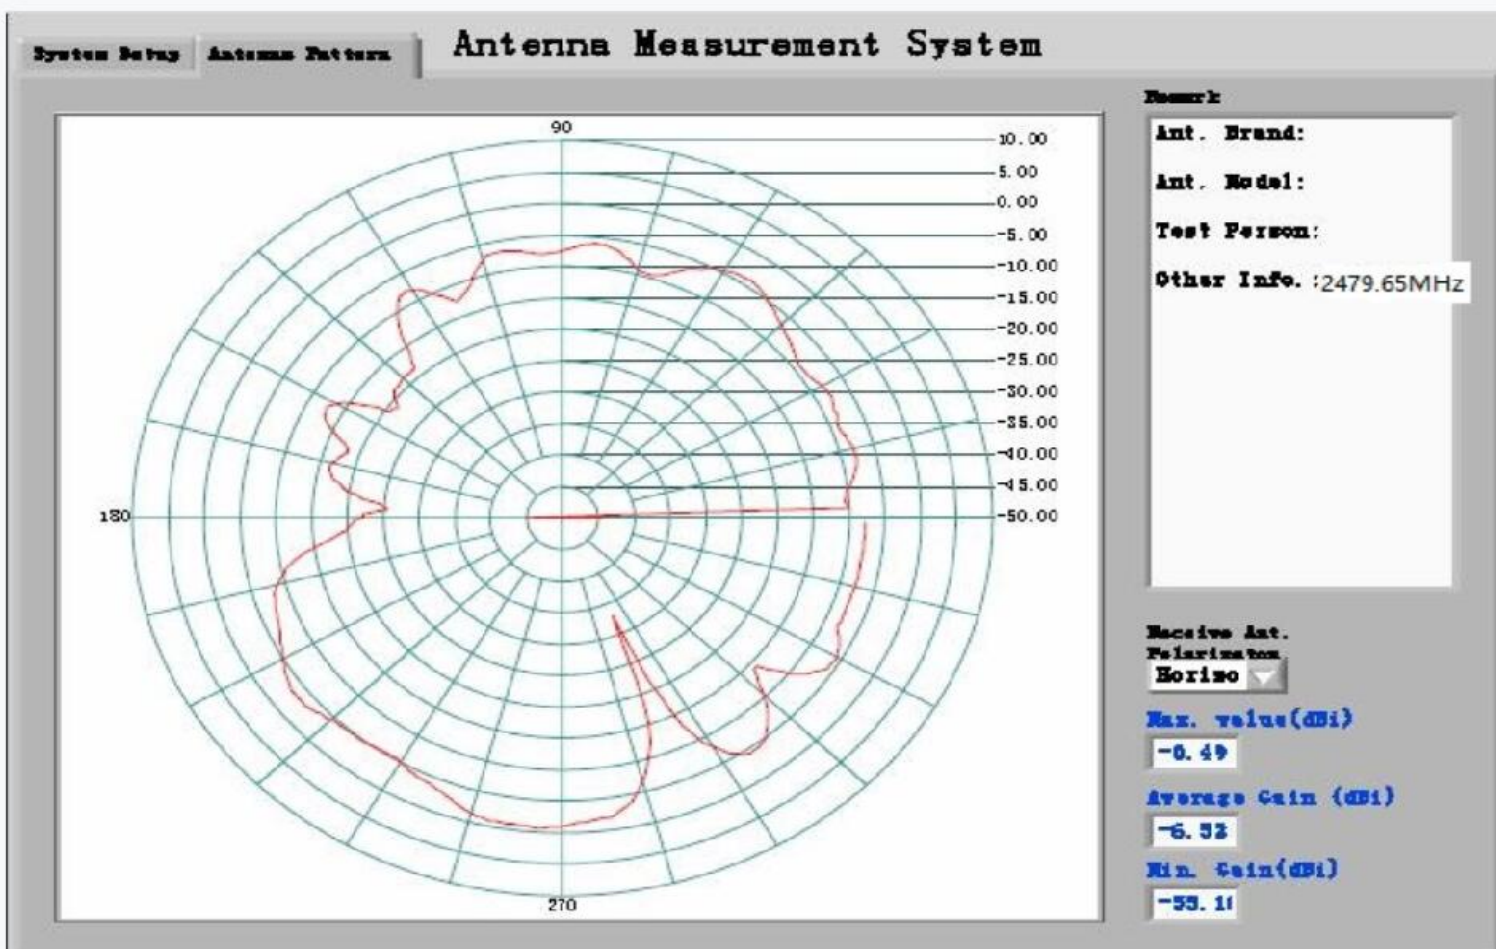 Antenna Measurement System
System Setup
Antenna Pattern
90
10.00
5.00
0.00
-5.00
-10.00
-15.00
-20.00
-25.00
-30.00
-35.00
-40.00
-45.00
-50.00
180
270
Remark
Ant. Brand:
Ant. Model:
Test Person:
Other Info. :2479.65MHz
Receive Ant.
Polarizaton
Horizo
Max. value(dBi)
-0.49
Average Gain (dBi)
Min. Gain(dBi)